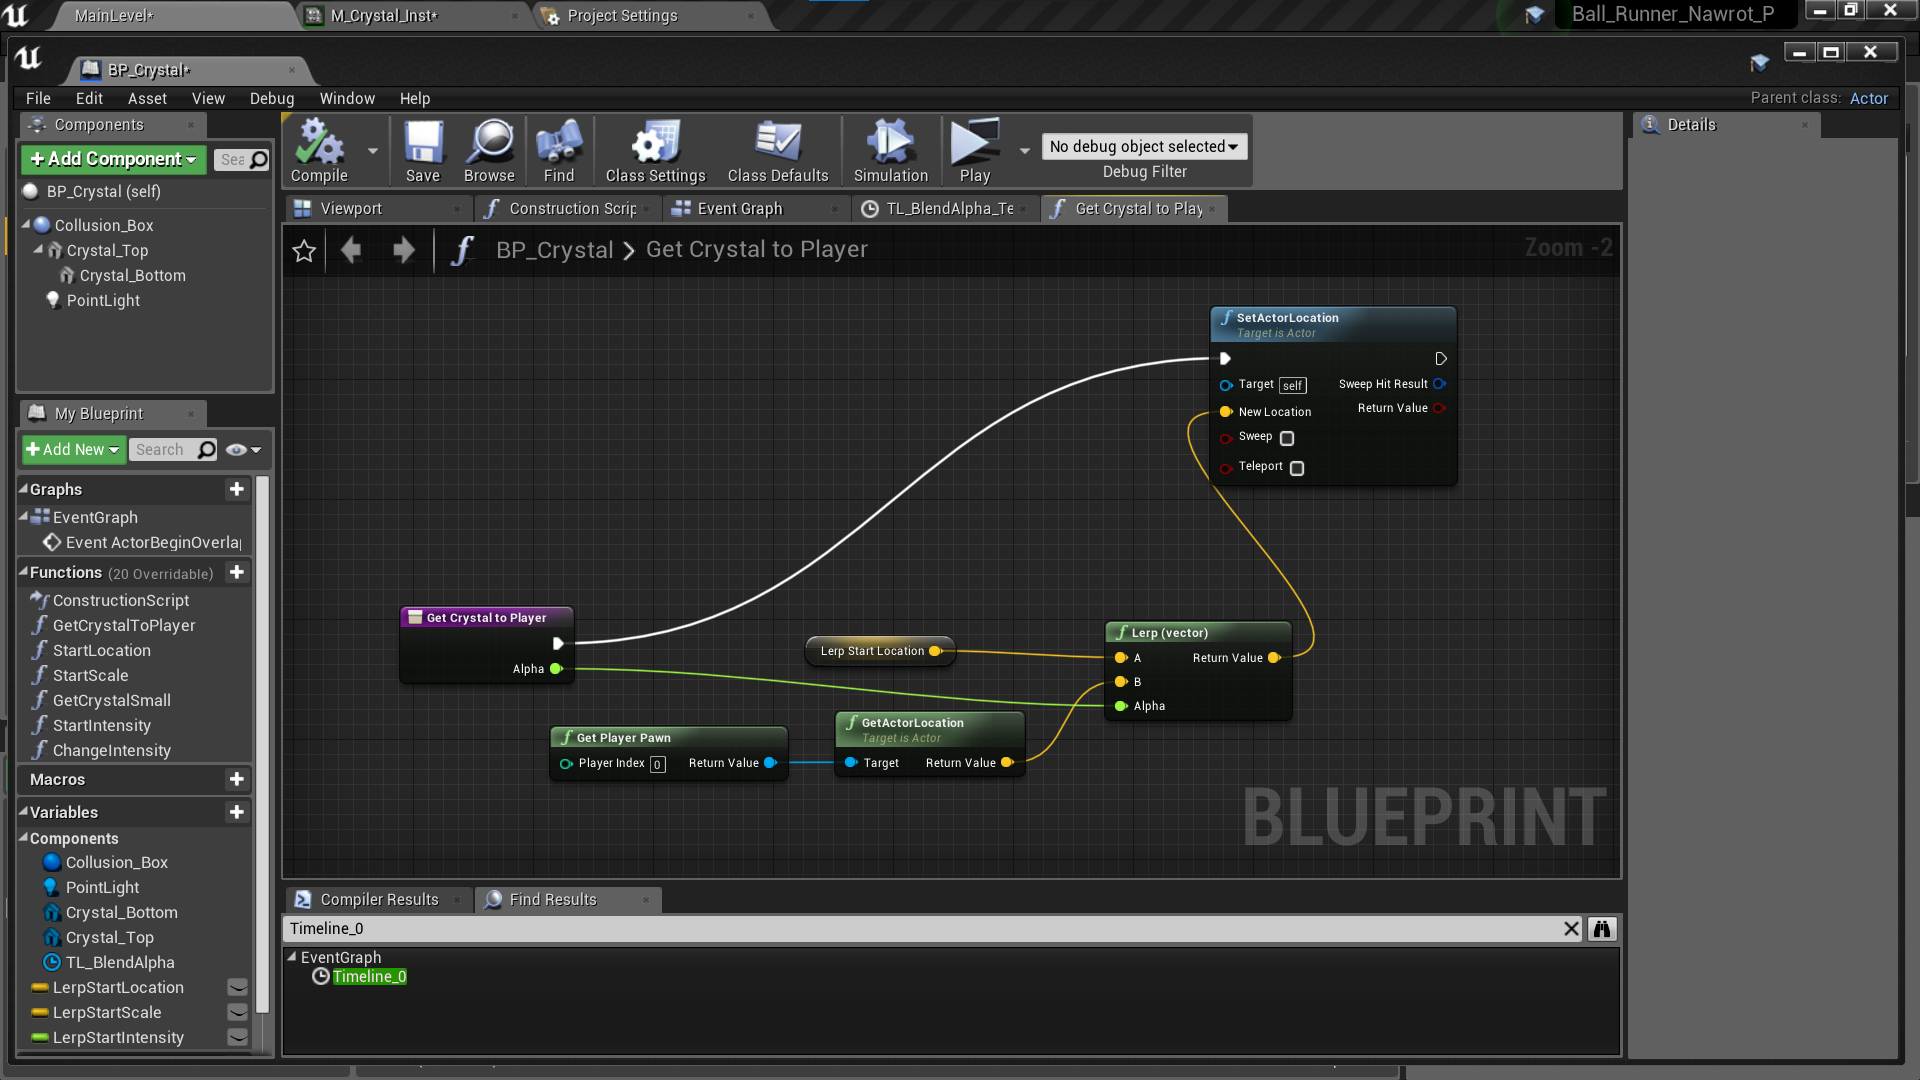 MainLevel*
M_Crystal_Inst*
Project Settings
Ball_Runner_Nawrot_P
BP_Crystal*
File Edit Asset View Debug Window Help
Parent class: Actor
Components
+ Add Component
Sea
BP_Crystal (self)
Collusion_Box
Crystal_Top
Crystal_Bottom
PointLight
Compile
Save
Browse
Find
Class Settings
Class Defaults
Simulation
Play
No debug object selected
Debug Filter
Details
Viewport
Construction Scrip
Event Graph
TL_BlendAlpha_Te
Get Crystal to Play
BP_Crystal > Get Crystal to Player
Zoom -2
My Blueprint
+ Add New
Search
Graphs
EventGraph
Event ActorBeginOverla
Functions (20 Overridable)
ConstructionScript
GetCrystalToPlayer
StartLocation
StartScale
GetCrystalSmall
StartIntensity
ChangeIntensity
Macros
Variables
Components
Collusion_Box
PointLight
Crystal_Bottom
Crystal_Top
TL_BlendAlpha
LerpStartLocation
LerpStartScale
LerpStartIntensity
SetActorLocation
Target is Actor
Target self
Sweep Hit Result
New Location
Return Value
Sweep
Teleport
Get Crystal to Player
Alpha
Lerp Start Location
Lerp (vector)
A
Return Value
B
Alpha
Get Player Pawn
Player Index 0
Return Value
GetActorLocation
Target is Actor
Target
Return Value
BLUEPRINT
Compiler Results
Find Results
Timeline_0
EventGraph
Timeline_0